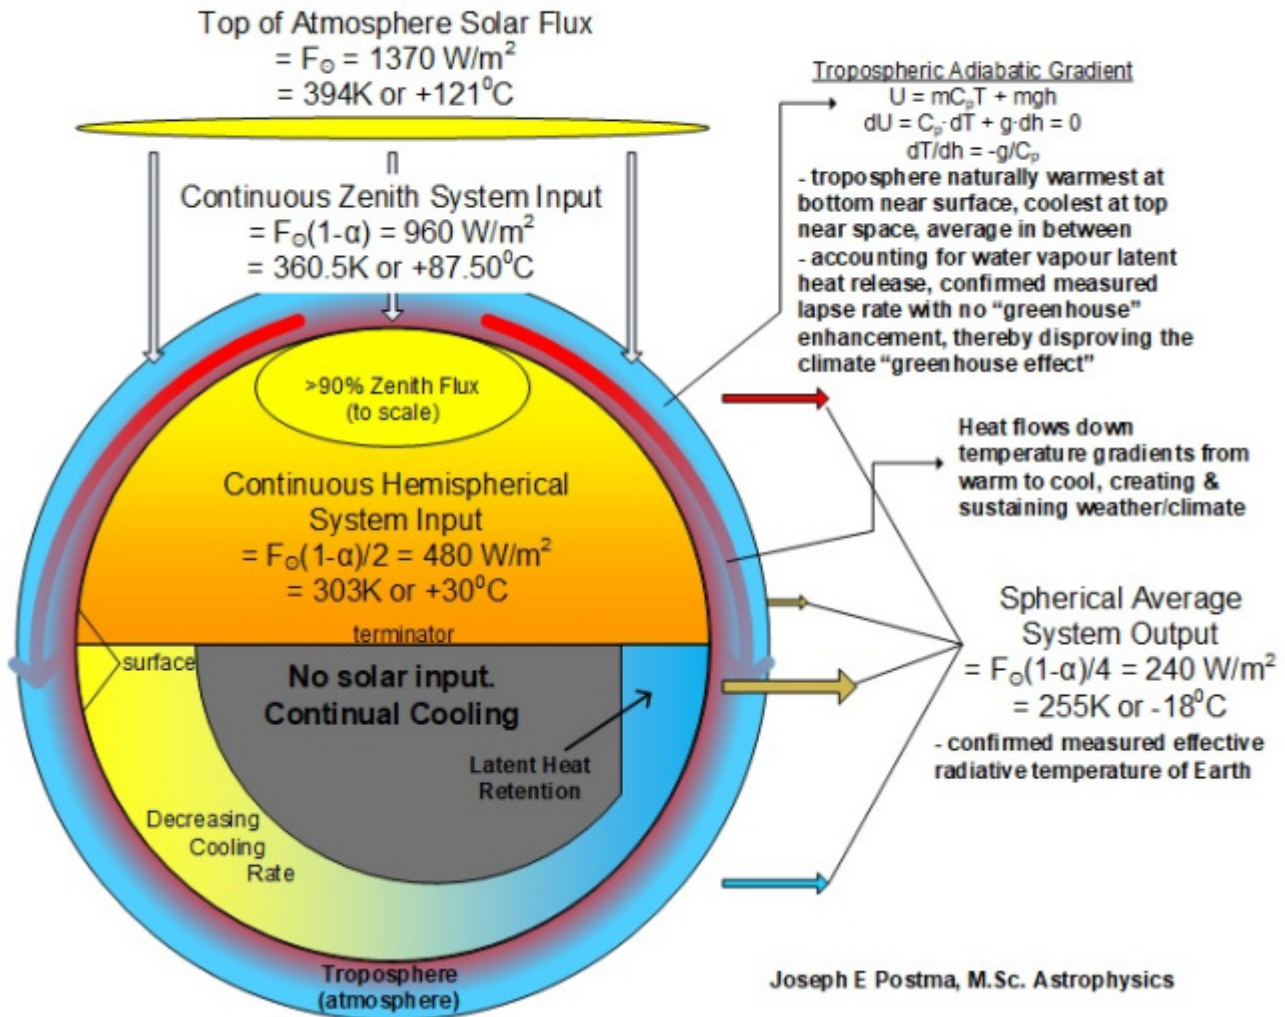 Top of Atmosphere Solar Flux
= F☉ = 1370 W/m²
= 394K or +121⁰C
Continuous Zenith System Input
= F☉(1-α) = 960 W/m²
= 360.5K or +87.50⁰C
>90% Zenith Flux
(to scale)
Continuous Hemispherical
System Input
= F☉(1-α)/2 = 480 W/m²
= 303K or +30⁰C
terminator
surface
No solar input.
Continual Cooling
Latent Heat
Retention
Decreasing
Cooling
Rate
Troposphere
(atmosphere)
Tropospheric Adiabatic Gradient
U = mCₚT + mgh
dU = Cₚ·dT + g·dh = 0
dT/dh = -g/Cₚ
- troposphere naturally warmest at
bottom near surface, coolest at top
near space, average in between
- accounting for water vapour latent
heat release, confirmed measured
lapse rate with no “greenhouse”
enhancement, thereby disproving the
climate “greenhouse effect”
Heat flows down
temperature gradients from
warm to cool, creating &
sustaining weather/climate
Spherical Average
System Output
= F☉(1-α)/4 = 240 W/m²
= 255K or -18⁰C
- confirmed measured effective
radiative temperature of Earth
Joseph E Postma, M.Sc. Astrophysics